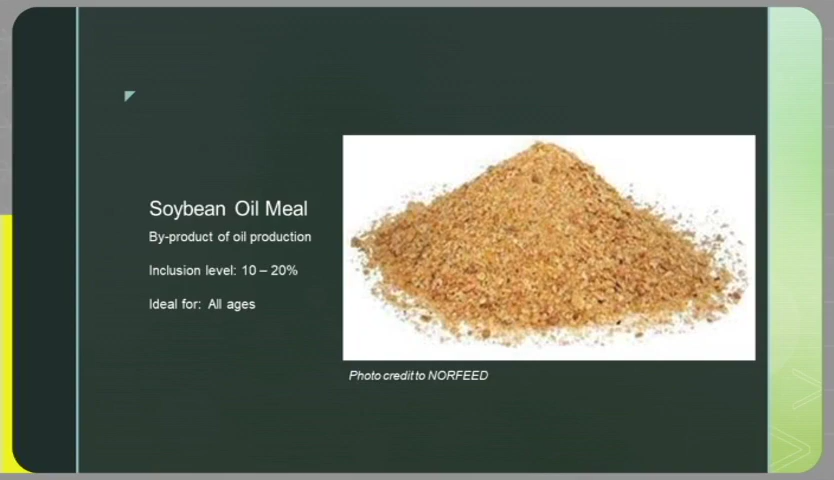 Soybean Oil Meal
By-product of oil production
Inclusion level: 10 – 20%
Ideal for: All ages
Photo credit to NORFEED